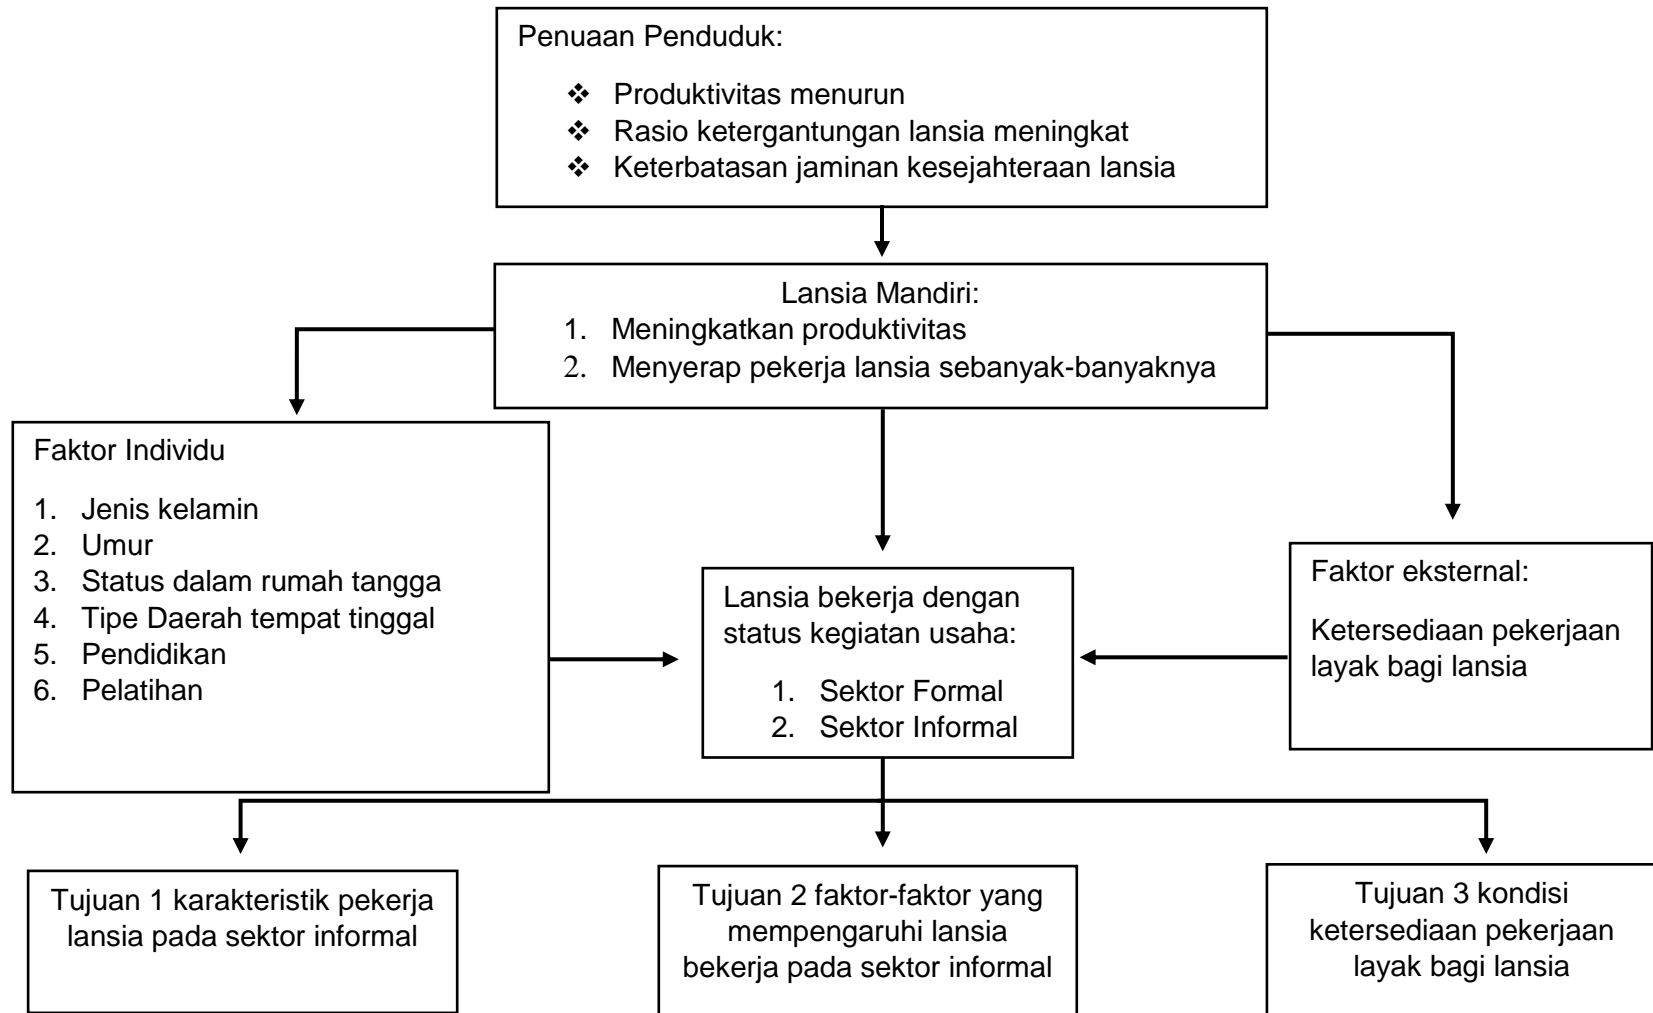 Penuaan Penduduk:
❖ Produktivitas menurun
❖ Rasio ketergantungan lansia meningkat
❖ Keterbatasan jaminan kesejahteraan lansia
Lansia Mandiri:
1. Meningkatkan produktivitas
2. Menyerap pekerja lansia sebanyak-banyaknya
Faktor Individu
1. Jenis kelamin
2. Umur
3. Status dalam rumah tangga
4. Tipe Daerah tempat tinggal
5. Pendidikan
6. Pelatihan
Lansia bekerja dengan
status kegiatan usaha:
1. Sektor Formal
2. Sektor Informal
Faktor eksternal:
Ketersediaan pekerjaan
layak bagi lansia
Tujuan 1 karakteristik pekerja
lansia pada sektor informal
Tujuan 2 faktor-faktor yang
mempengaruhi lansia
bekerja pada sektor informal
Tujuan 3 kondisi
ketersediaan pekerjaan
layak bagi lansia